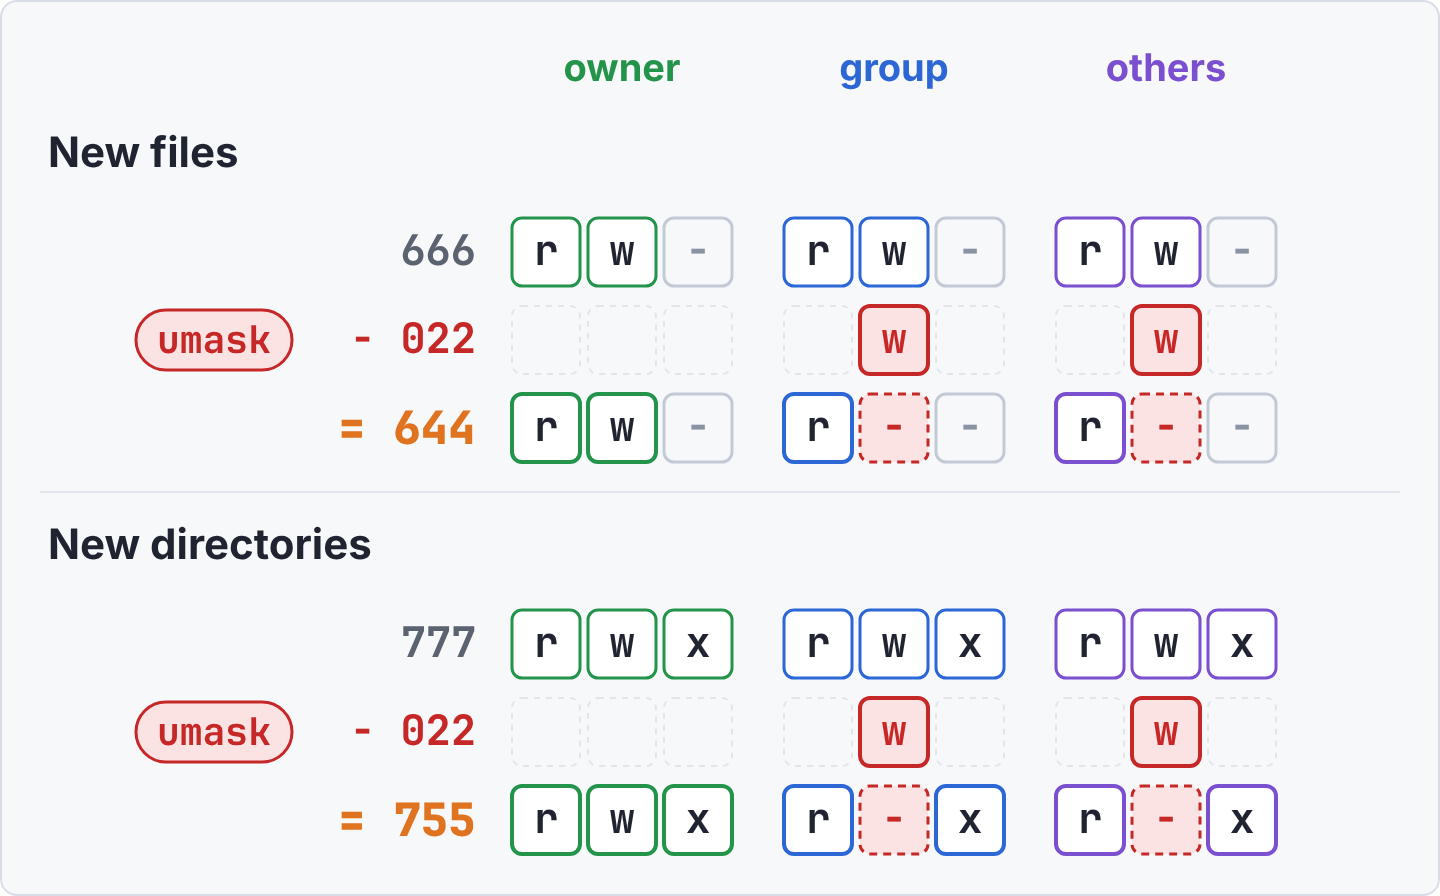 owner group others
New files
666 r w - r w - r w -
umask - 022 w w
= 644 r w - r - - r - -
New directories
777 r w x r w x r w x
umask - 022 w w
= 755 r w x r - x r - x